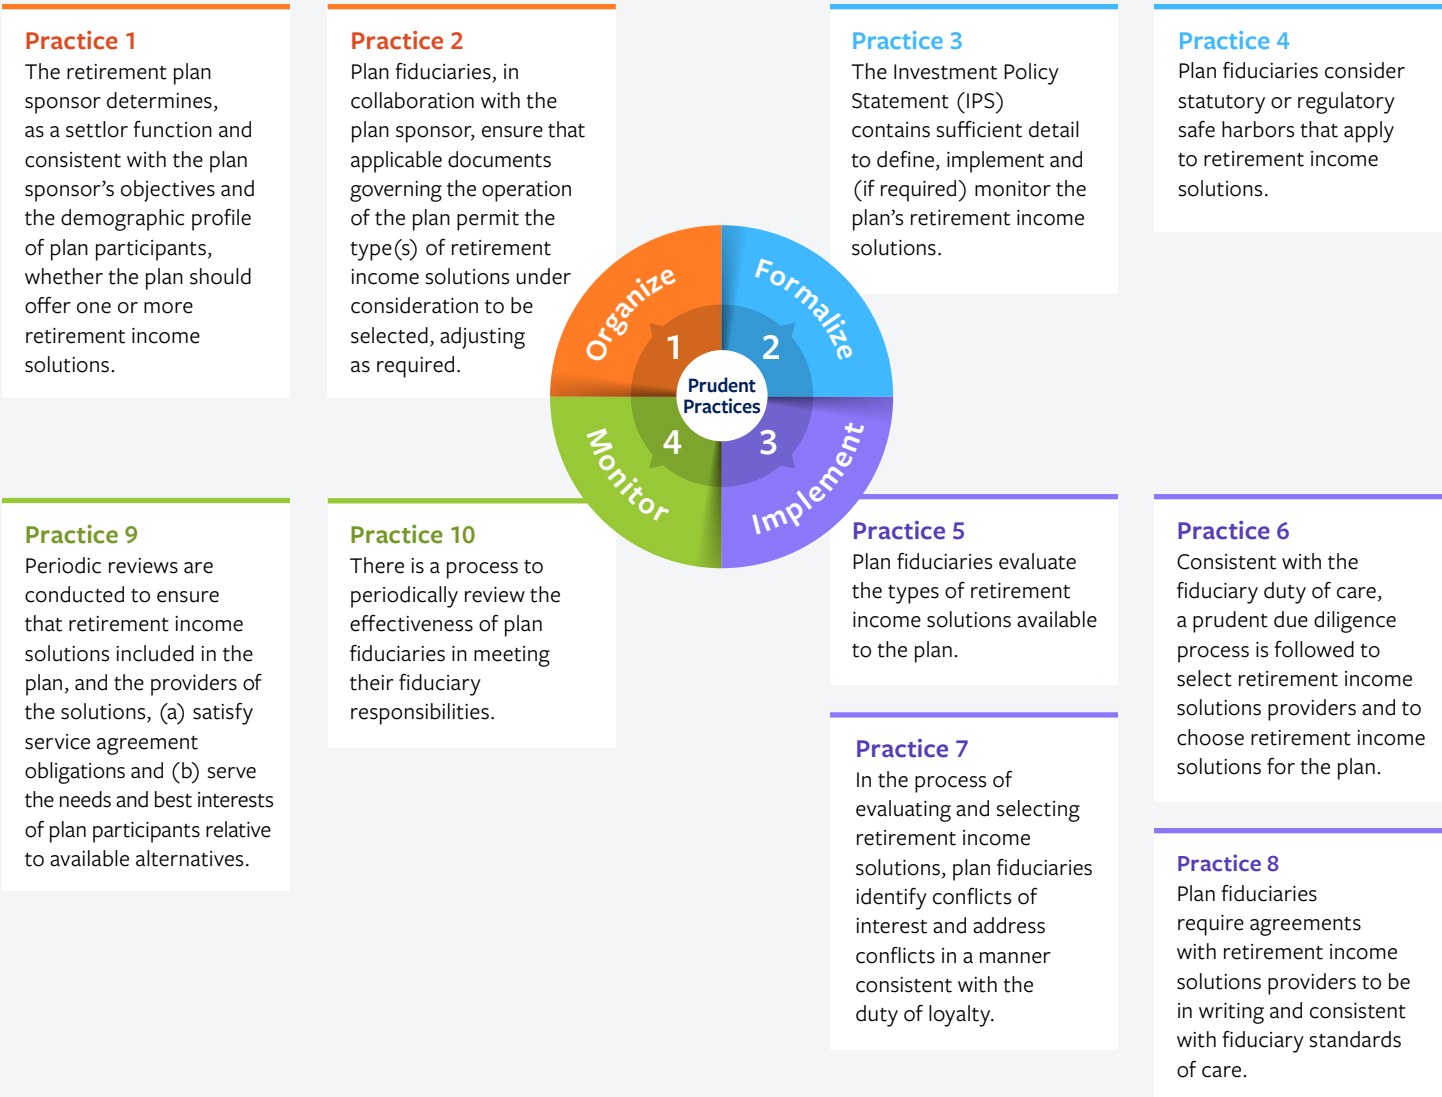 Practice 1
The retirement plan
sponsor determines,
as a settlor function and
consistent with the plan
sponsor’s objectives and
the demographic profile
of plan participants,
whether the plan should
offer one or more
retirement income
solutions.
Practice 2
Plan fiduciaries, in
collaboration with the
plan sponsor, ensure that
applicable documents
governing the operation
of the plan permit the
type(s) of retirement
income solutions under
consideration to be
selected, adjusting
as required.
Practice 3
The Investment Policy
Statement (IPS)
contains sufficient detail
to define, implement and
(if required) monitor the
plan’s retirement income
solutions.
Practice 4
Plan fiduciaries consider
statutory or regulatory
safe harbors that apply
to retirement income
solutions.
Organize
1
Formalize
2
Prudent
Practices
Implement
3
Monitor
4
Practice 5
Plan fiduciaries evaluate
the types of retirement
income solutions available
to the plan.
Practice 6
Consistent with the
fiduciary duty of care,
a prudent due diligence
process is followed to
select retirement income
solutions providers and to
choose retirement income
solutions for the plan.
Practice 7
In the process of
evaluating and selecting
retirement income
solutions, plan fiduciaries
identify conflicts of
interest and address
conflicts in a manner
consistent with the
duty of loyalty.
Practice 8
Plan fiduciaries
require agreements
with retirement income
solutions providers to be
in writing and consistent
with fiduciary standards
of care.
Practice 9
Periodic reviews are
conducted to ensure
that retirement income
solutions included in the
plan, and the providers of
the solutions, (a) satisfy
service agreement
obligations and (b) serve
the needs and best interests
of plan participants relative
to available alternatives.
Practice 10
There is a process to
periodically review the
effectiveness of plan
fiduciaries in meeting
their fiduciary
responsibilities.